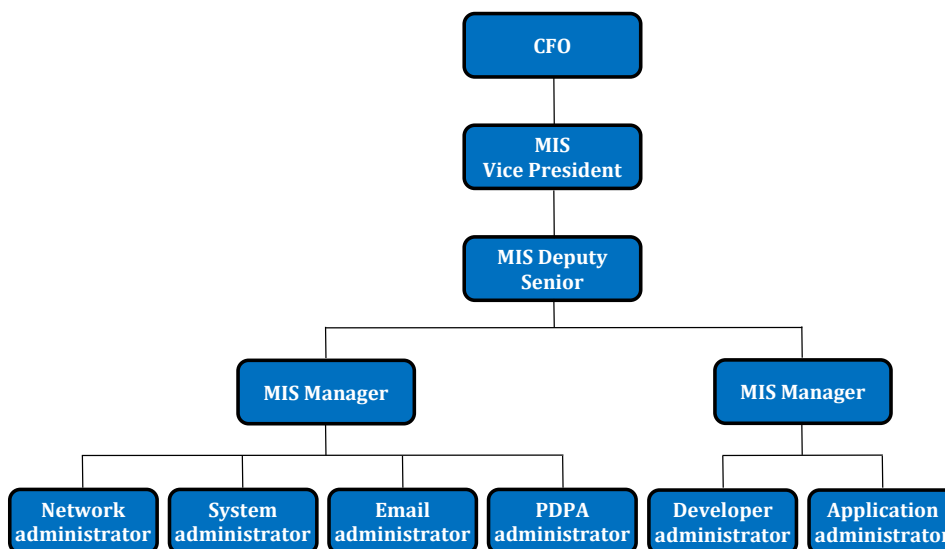 CFO
MIS
Vice President
MIS Deputy
Senior
MIS Manager
MIS Manager
Network
administrator
System
administrator
Email
administrator
PDPA
administrator
Developer
administrator
Application
administrator